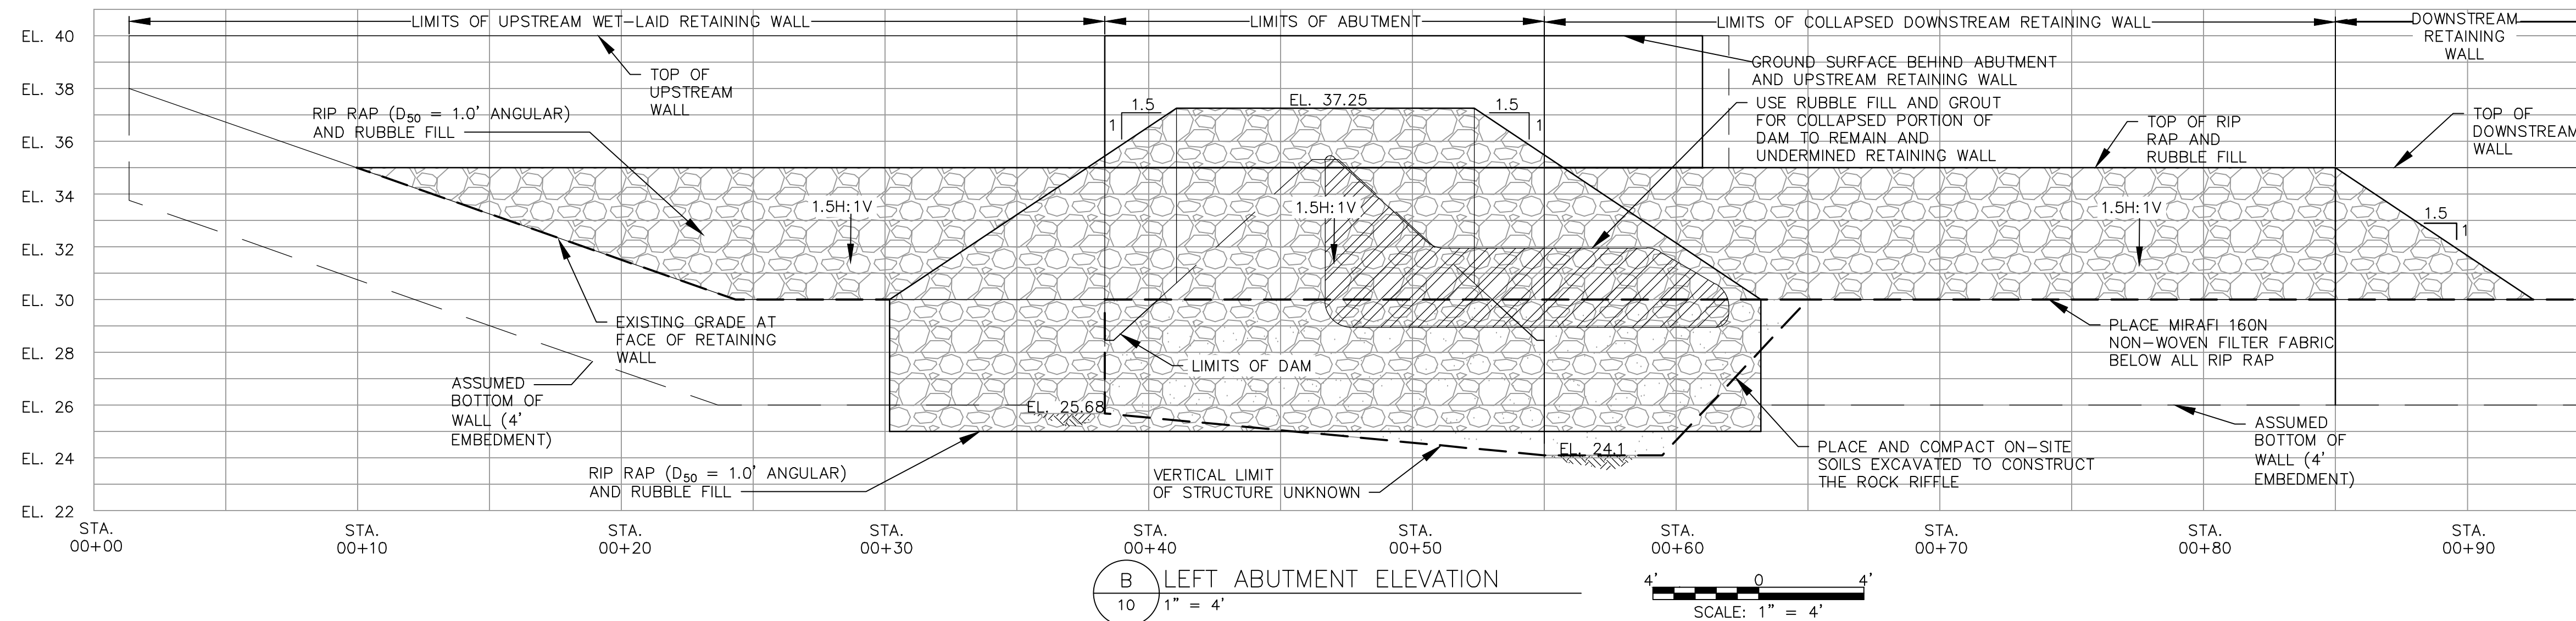 LIMITS OF UPSTREAM WET-LAID RETAINING WALL
LIMITS OF ABUTMENT
LIMITS OF COLLAPSED DOWNSTREAM RETAINING WALL
DOWNSTREAM
RETAINING
WALL
EL. 40
EL. 38
EL. 36
EL. 34
EL. 32
EL. 30
EL. 28
EL. 26
EL. 24
EL. 22
TOP OF
UPSTREAM
WALL
RIP RAP (D50 = 1.0' ANGULAR)
AND RUBBLE FILL
1.5
1
EL. 37.25
1.5
1
GROUND SURFACE BEHIND ABUTMENT
AND UPSTREAM RETAINING WALL
USE RUBBLE FILL AND GROUT
FOR COLLAPSED PORTION OF
DAM TO REMAIN AND
UNDERMINED RETAINING WALL
TOP OF RIP
RAP AND
RUBBLE FILL
TOP OF
DOWNSTREAM
WALL
1.5H:1V
1.5H:1V
1.5H:1V
1.5
1
EXISTING GRADE AT
FACE OF RETAINING
WALL
ASSUMED
BOTTOM OF
WALL (4'
EMBEDMENT)
LIMITS OF DAM
PLACE MIRAFI 160N
NON-WOVEN FILTER FABRIC
BELOW ALL RIP RAP
EL. 25.68
EL. 24.1
RIP RAP (D50 = 1.0' ANGULAR)
AND RUBBLE FILL
VERTICAL LIMIT
OF STRUCTURE UNKNOWN
PLACE AND COMPACT ON-SITE
SOILS EXCAVATED TO CONSTRUCT
THE ROCK RIFFLE
ASSUMED
BOTTOM OF
WALL (4'
EMBEDMENT)
STA.
00+00
STA.
00+10
STA.
00+20
STA.
00+30
STA.
00+40
STA.
00+50
STA.
00+60
STA.
00+70
STA.
00+80
STA.
00+90
B
10
LEFT ABUTMENT ELEVATION
1" = 4'
4' 0 4'
SCALE: 1" = 4'